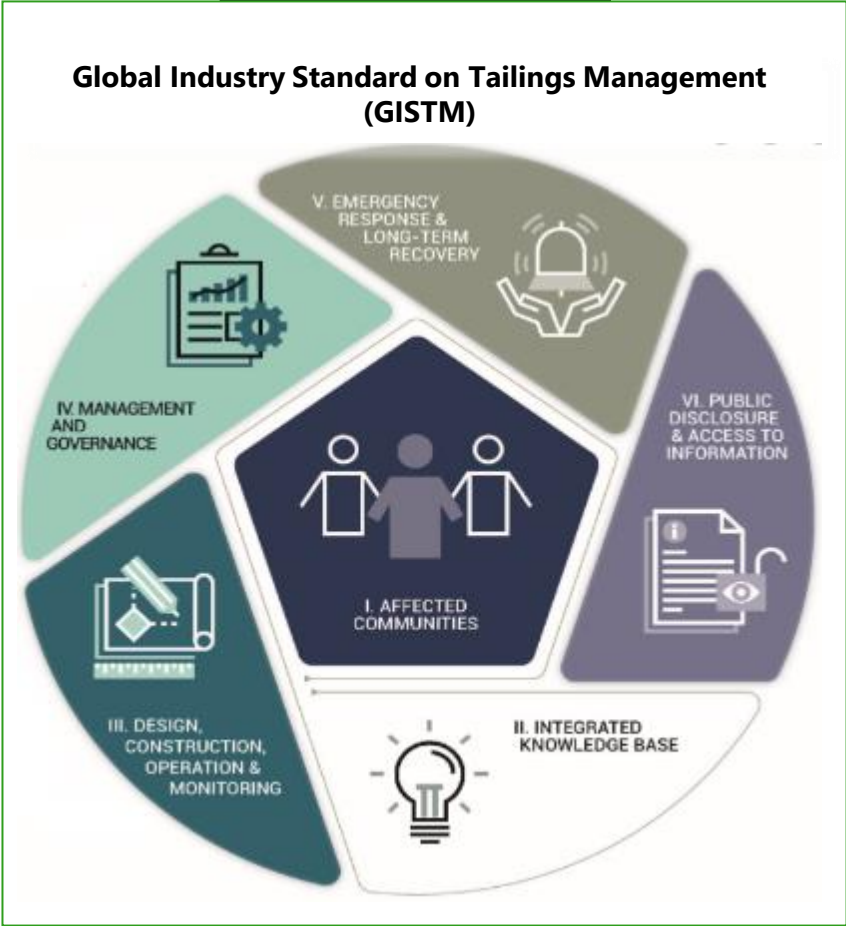 Global Industry Standard on Tailings Management
(GISTM)
V. EMERGENCY
RESPONSE &
LONG-TERM
RECOVERY
IV. MANAGEMENT
AND
GOVERNANCE
VI. PUBLIC
DISCLOSURE
& ACCESS TO
INFORMATION
I. AFFECTED
COMMUNITIES
III. DESIGN,
CONSTRUCTION,
OPERATION &
MONITORING
II. INTEGRATED
KNOWLEDGE BASE